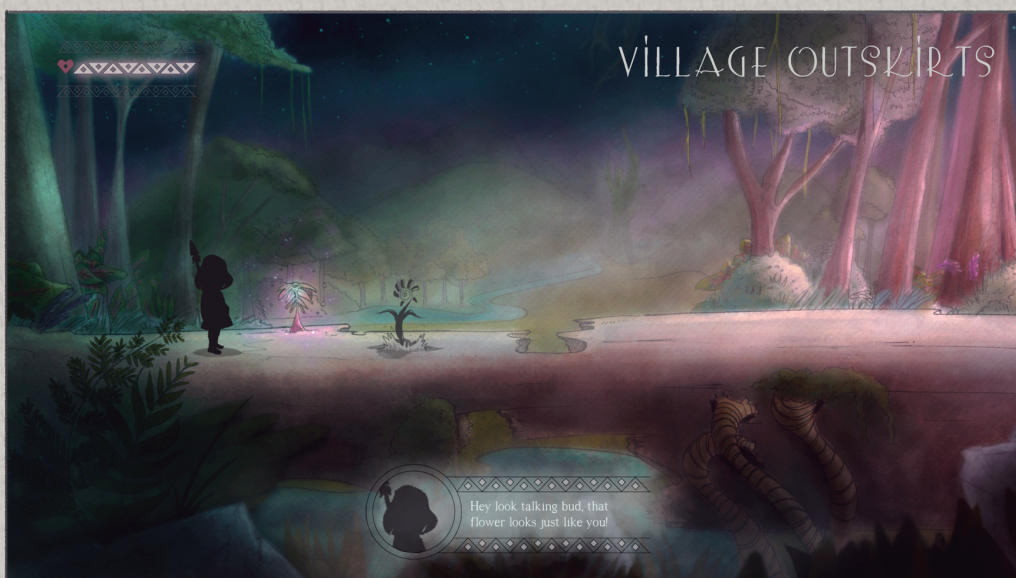 VILLAGE OUTSKIRTS
Hey look talking bud, that
flower looks just like you!